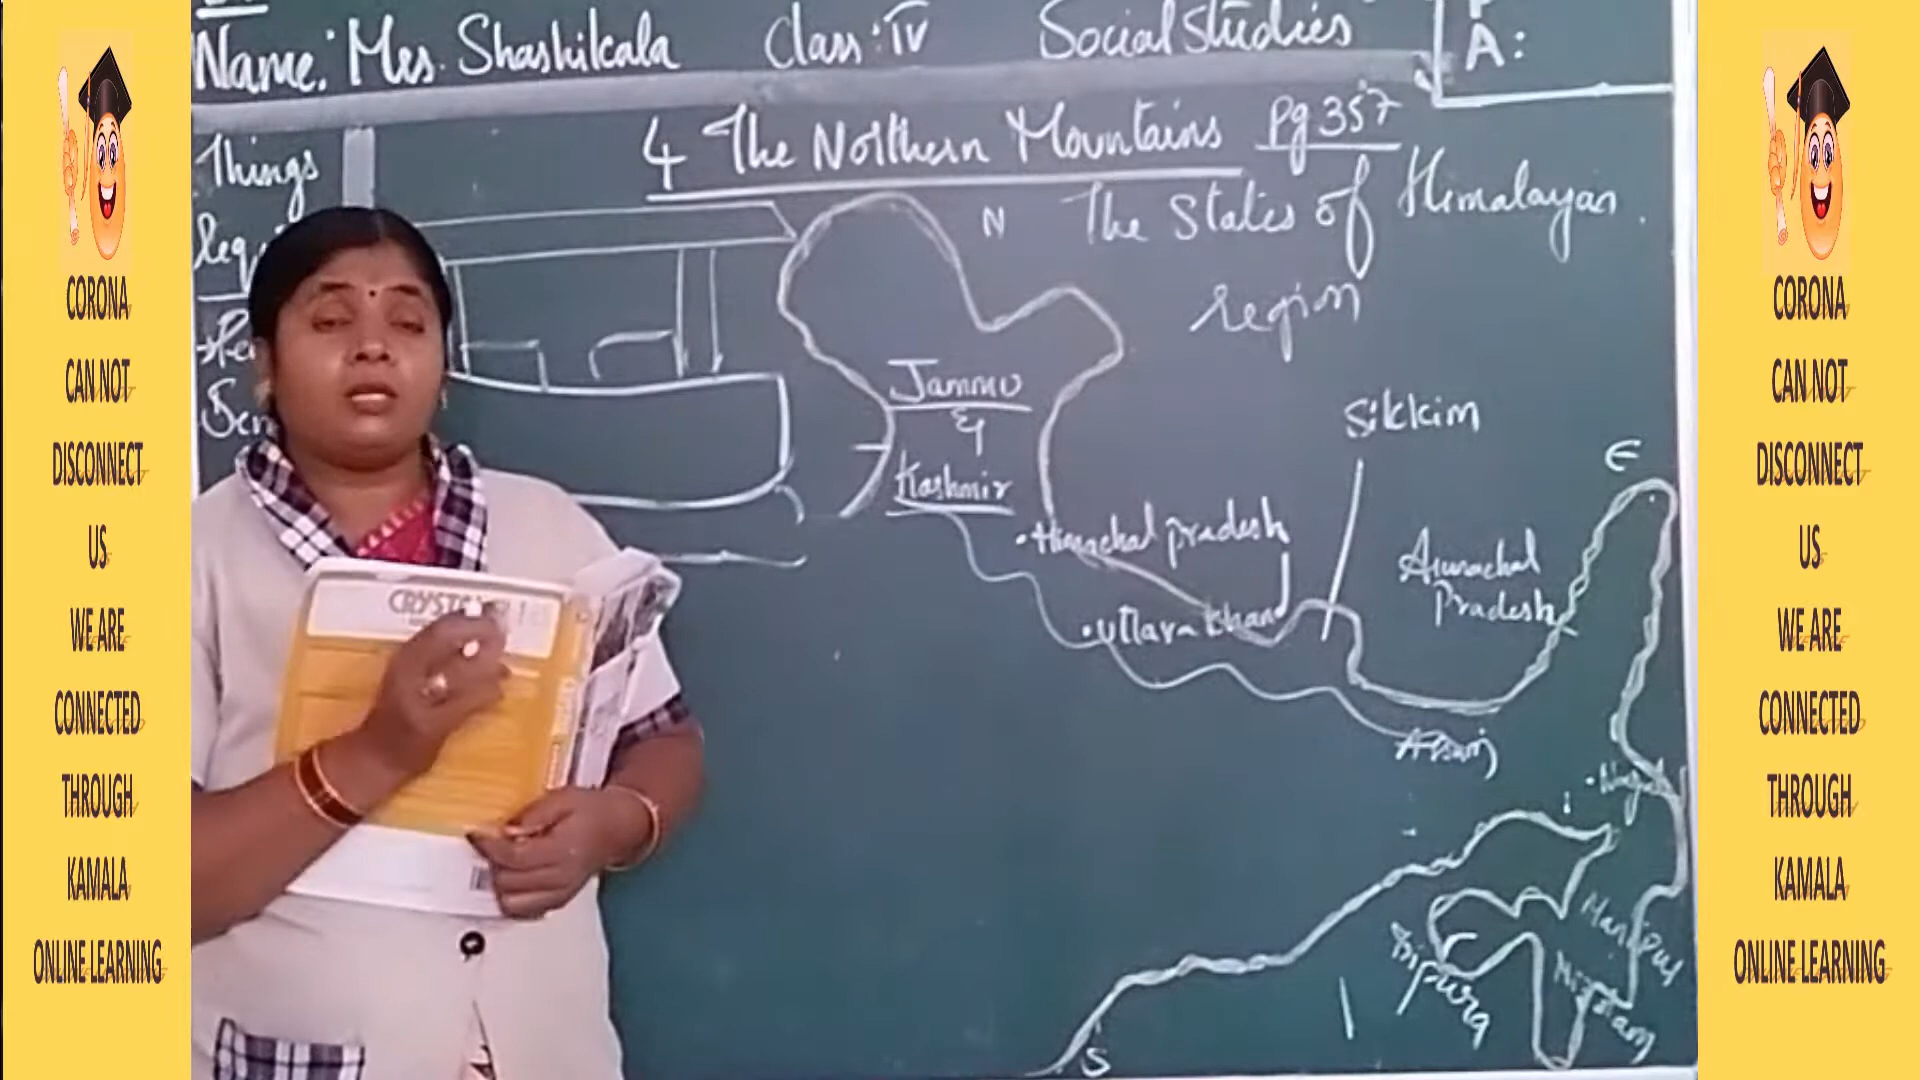 Name: Mrs. Shashikala Class: IV Social Studies
A:
Things
4 The Northern Mountains Pg 357
N The States of Himalayan
region
Jammu
&
Kashmir
Sikkim
E
Himachal pradesh
Arunachal
Pradesh
Uttarakhand
Assam
Manipur
Tripura
Mizoram
S
CORONA
CAN NOT
DISCONNECT
US
WE ARE
CONNECTED
THROUGH
KAMALA
ONLINE LEARNING
CORONA
CAN NOT
DISCONNECT
US
WE ARE
CONNECTED
THROUGH
KAMALA
ONLINE LEARNING